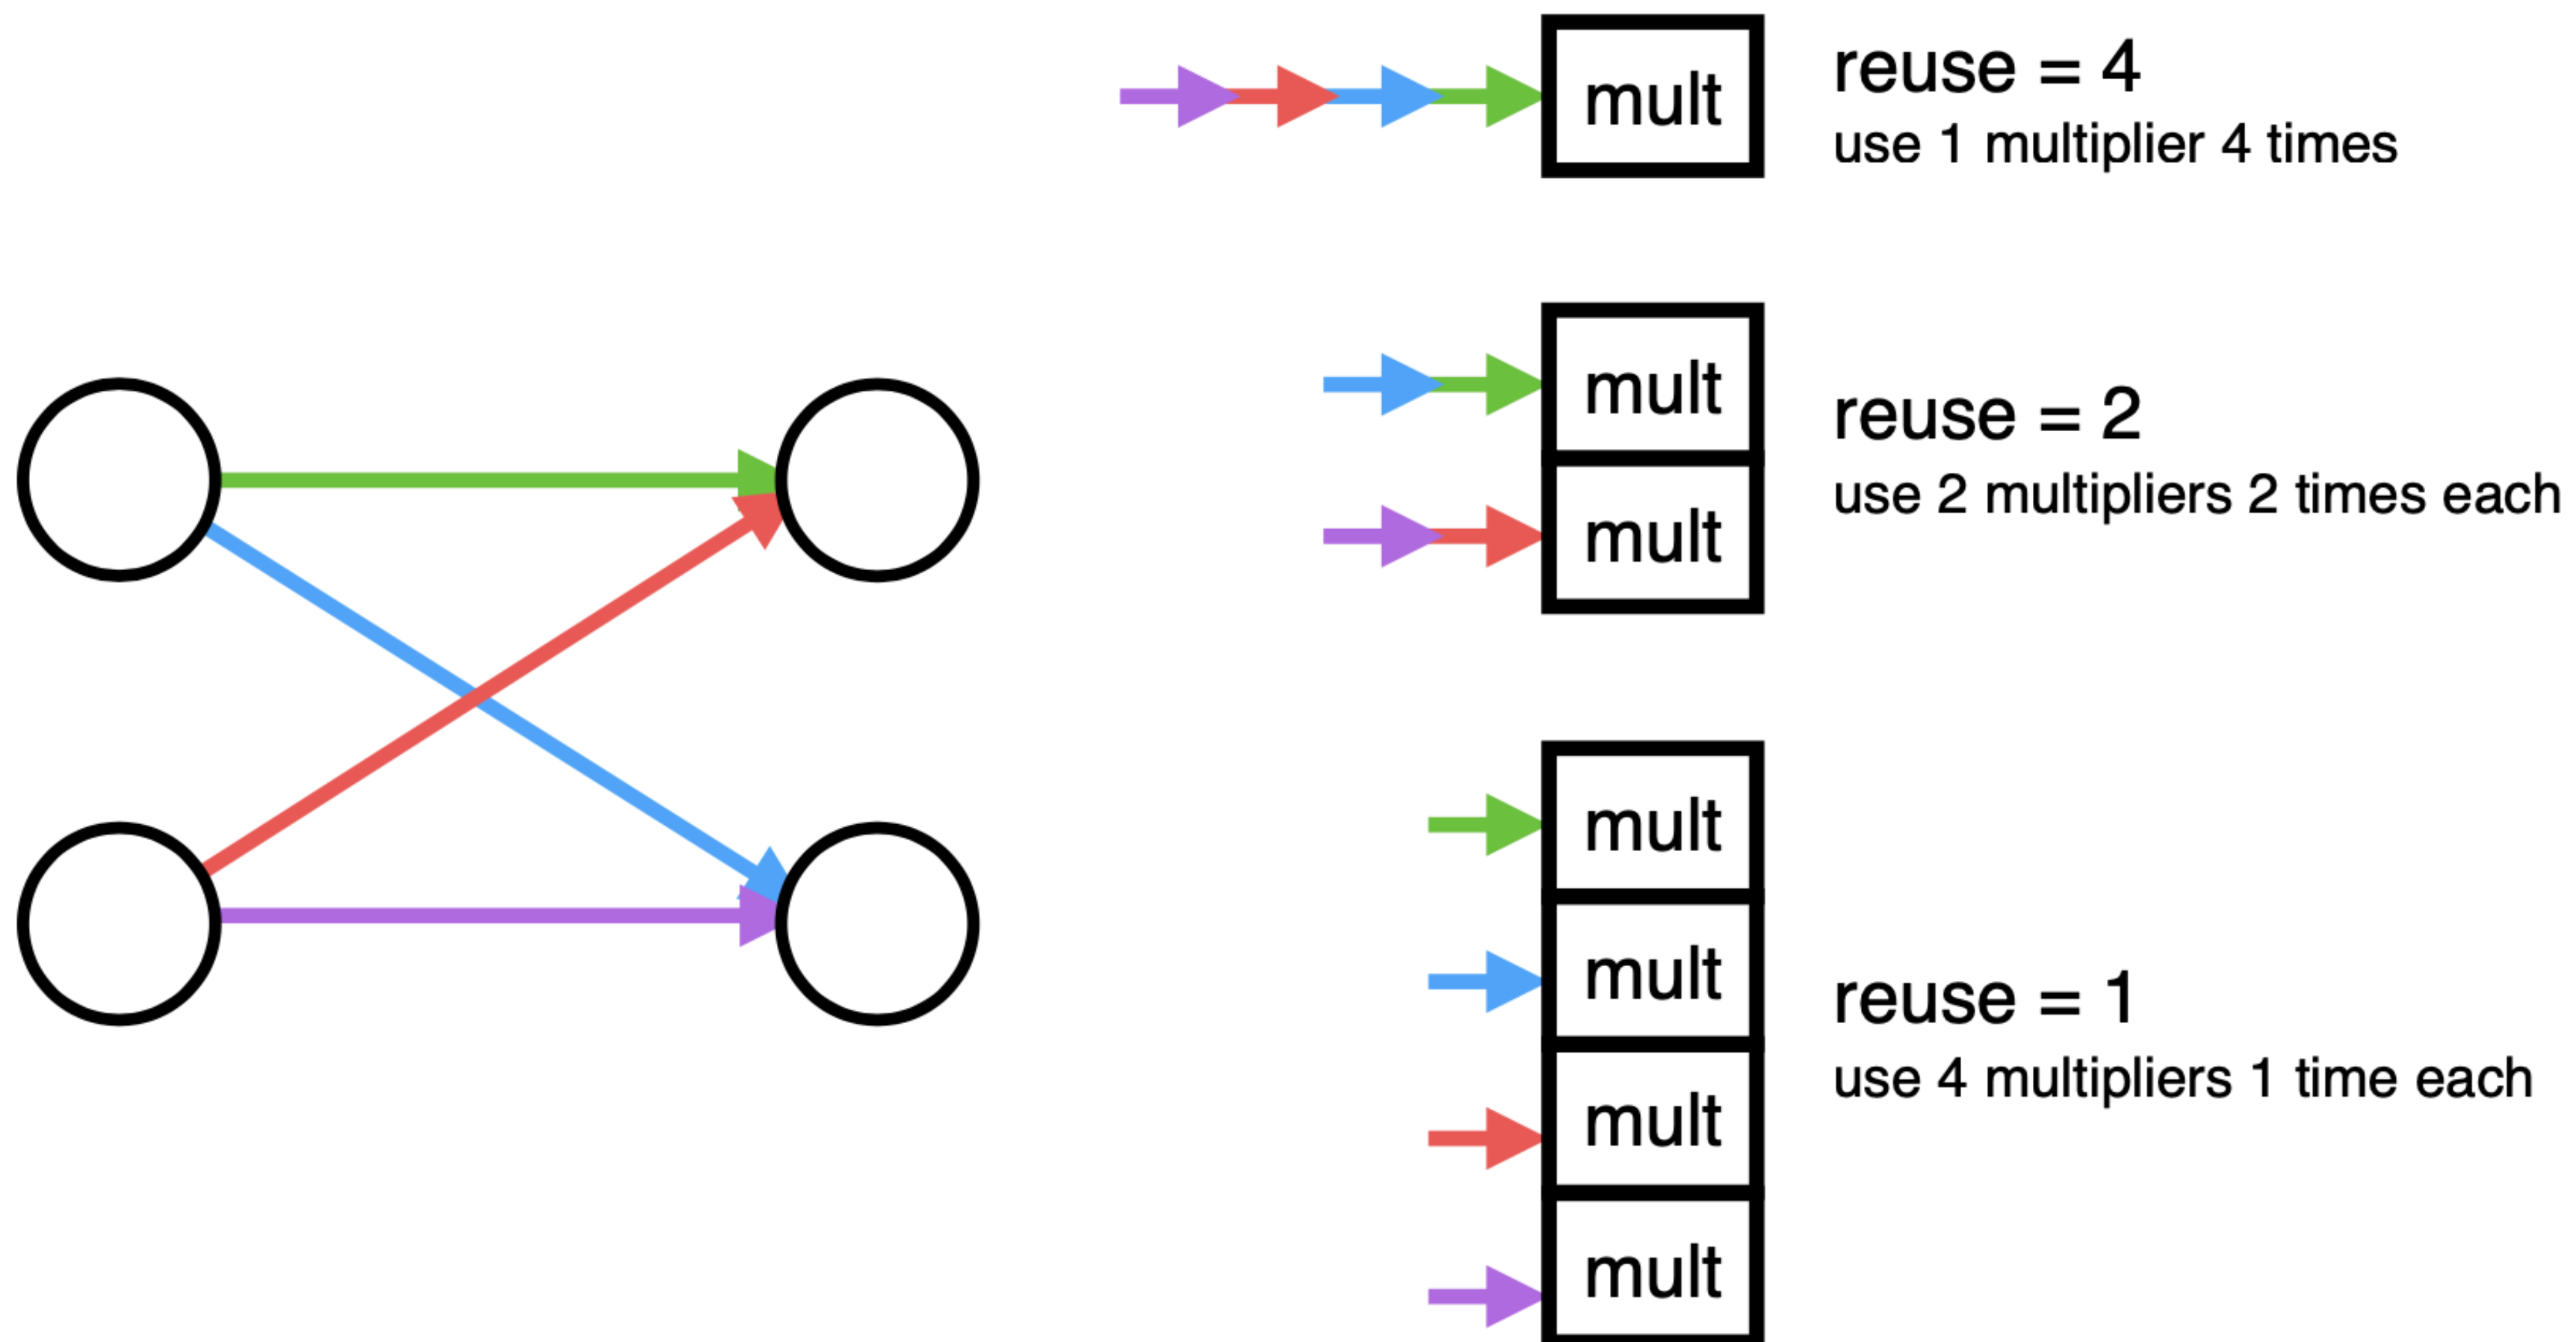 mult
reuse = 4
use 1 multiplier 4 times
mult
mult
reuse = 2
use 2 multipliers 2 times each
mult
mult
mult
mult
reuse = 1
use 4 multipliers 1 time each